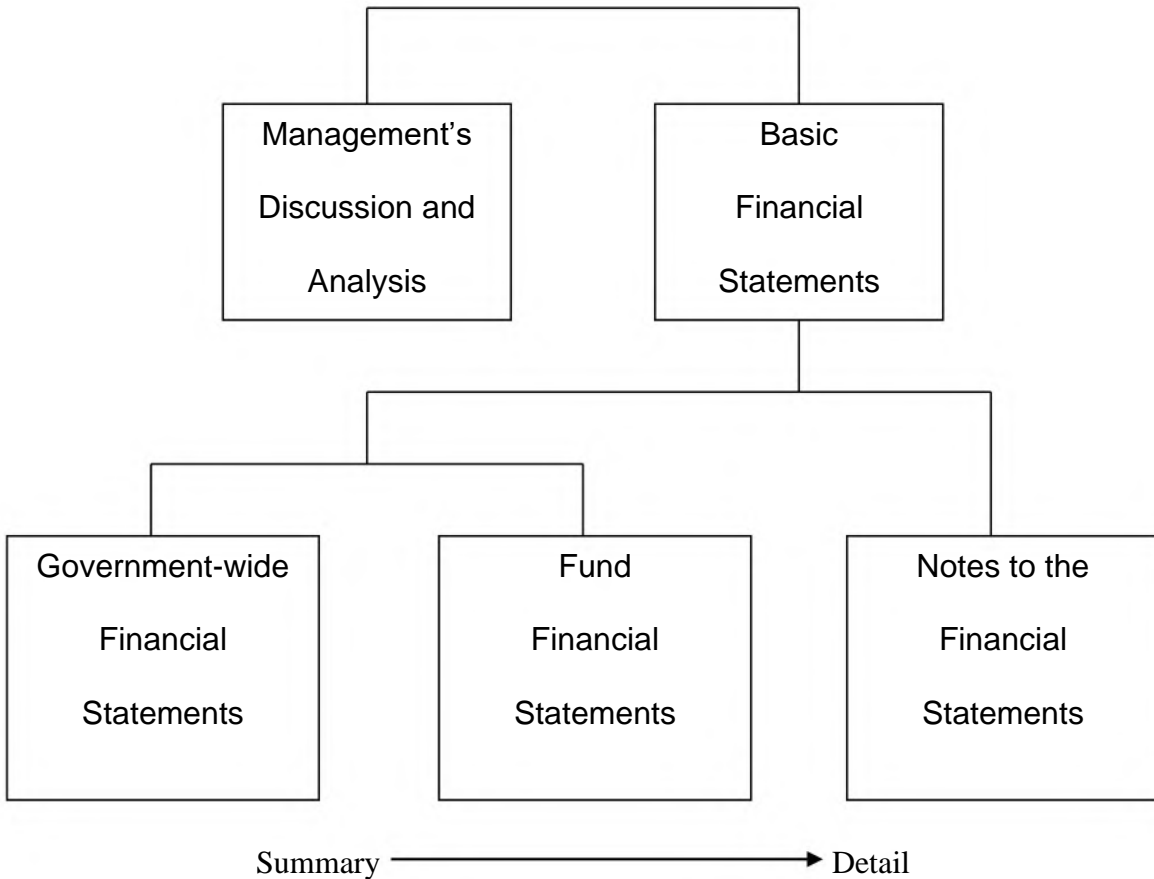 Management’s
Discussion and
Analysis
Basic
Financial
Statements
Government-wide
Financial
Statements
Fund
Financial
Statements
Notes to the
Financial
Statements
Summary
Detail